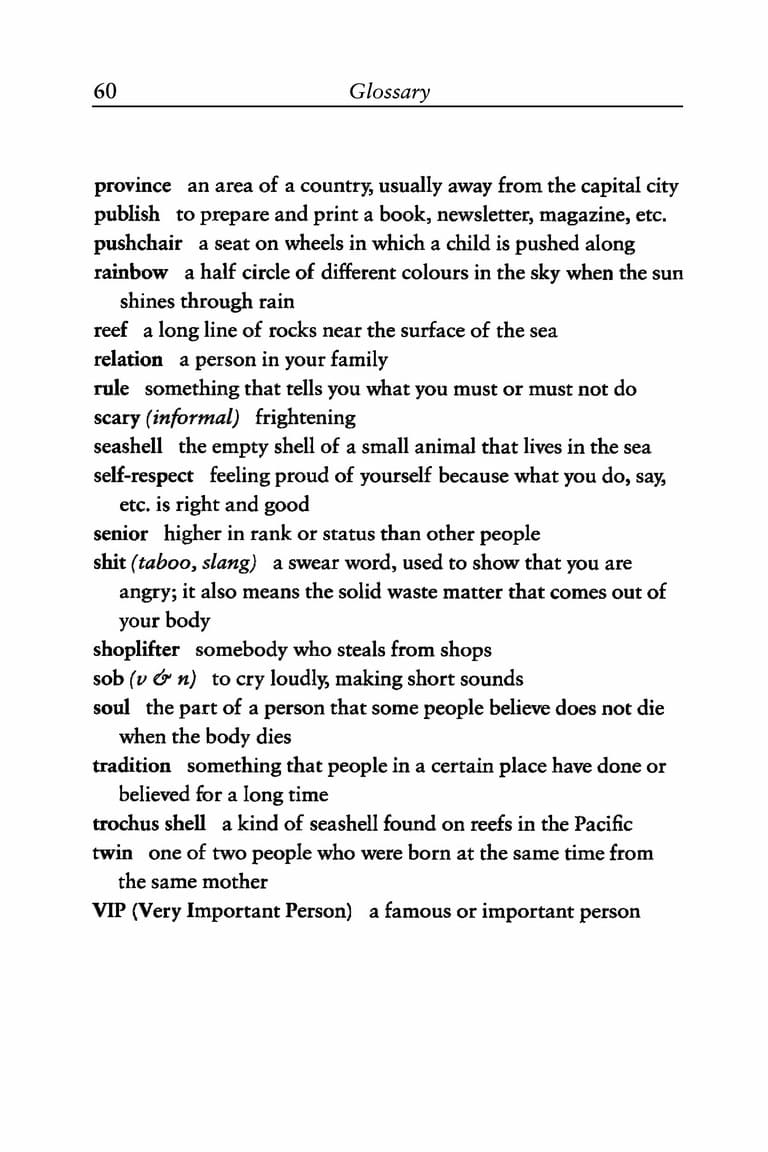 60 Glossary
province an area of a country, usually away from the capital city
publish to prepare and print a book, newsletter, magazine, etc.
pushchair a seat on wheels in which a child is pushed along
rainbow a half circle of different colours in the sky when the sun
shines through rain
reef a long line of rocks near the surface of the sea
relation a person in your family
rule something that tells you what you must or must not do
scary (informal) frightening
seashell the empty shell of a small animal that lives in the sea
self-respect feeling proud of yourself because what you do, say,
etc. is right and good
senior higher in rank or status than other people
shit (taboo, slang) a swear word, used to show that you are
angry; it also means the solid waste matter that comes out of
your body
shoplifter somebody who steals from shops
sob (v & n) to cry loudly, making short sounds
soul the part of a person that some people believe does not die
when the body dies
tradition something that people in a certain place have done or
believed for a long time
trochus shell a kind of seashell found on reefs in the Pacific
twin one of two people who were born at the same time from
the same mother
VIP (Very Important Person) a famous or important person